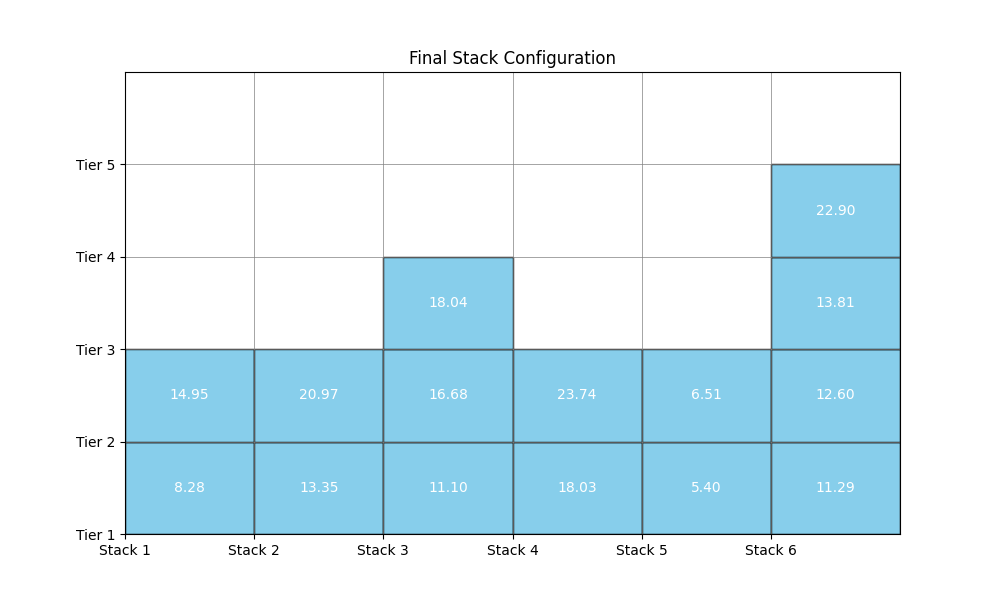 Final Stack Configuration
Tier 5
22.90
Tier 4
18.04
13.81
Tier 3
14.95
20.97
16.68
23.74
6.51
12.60
Tier 2
8.28
13.35
11.10
18.03
5.40
11.29
Tier 1
Stack 1
Stack 2
Stack 3
Stack 4
Stack 5
Stack 6